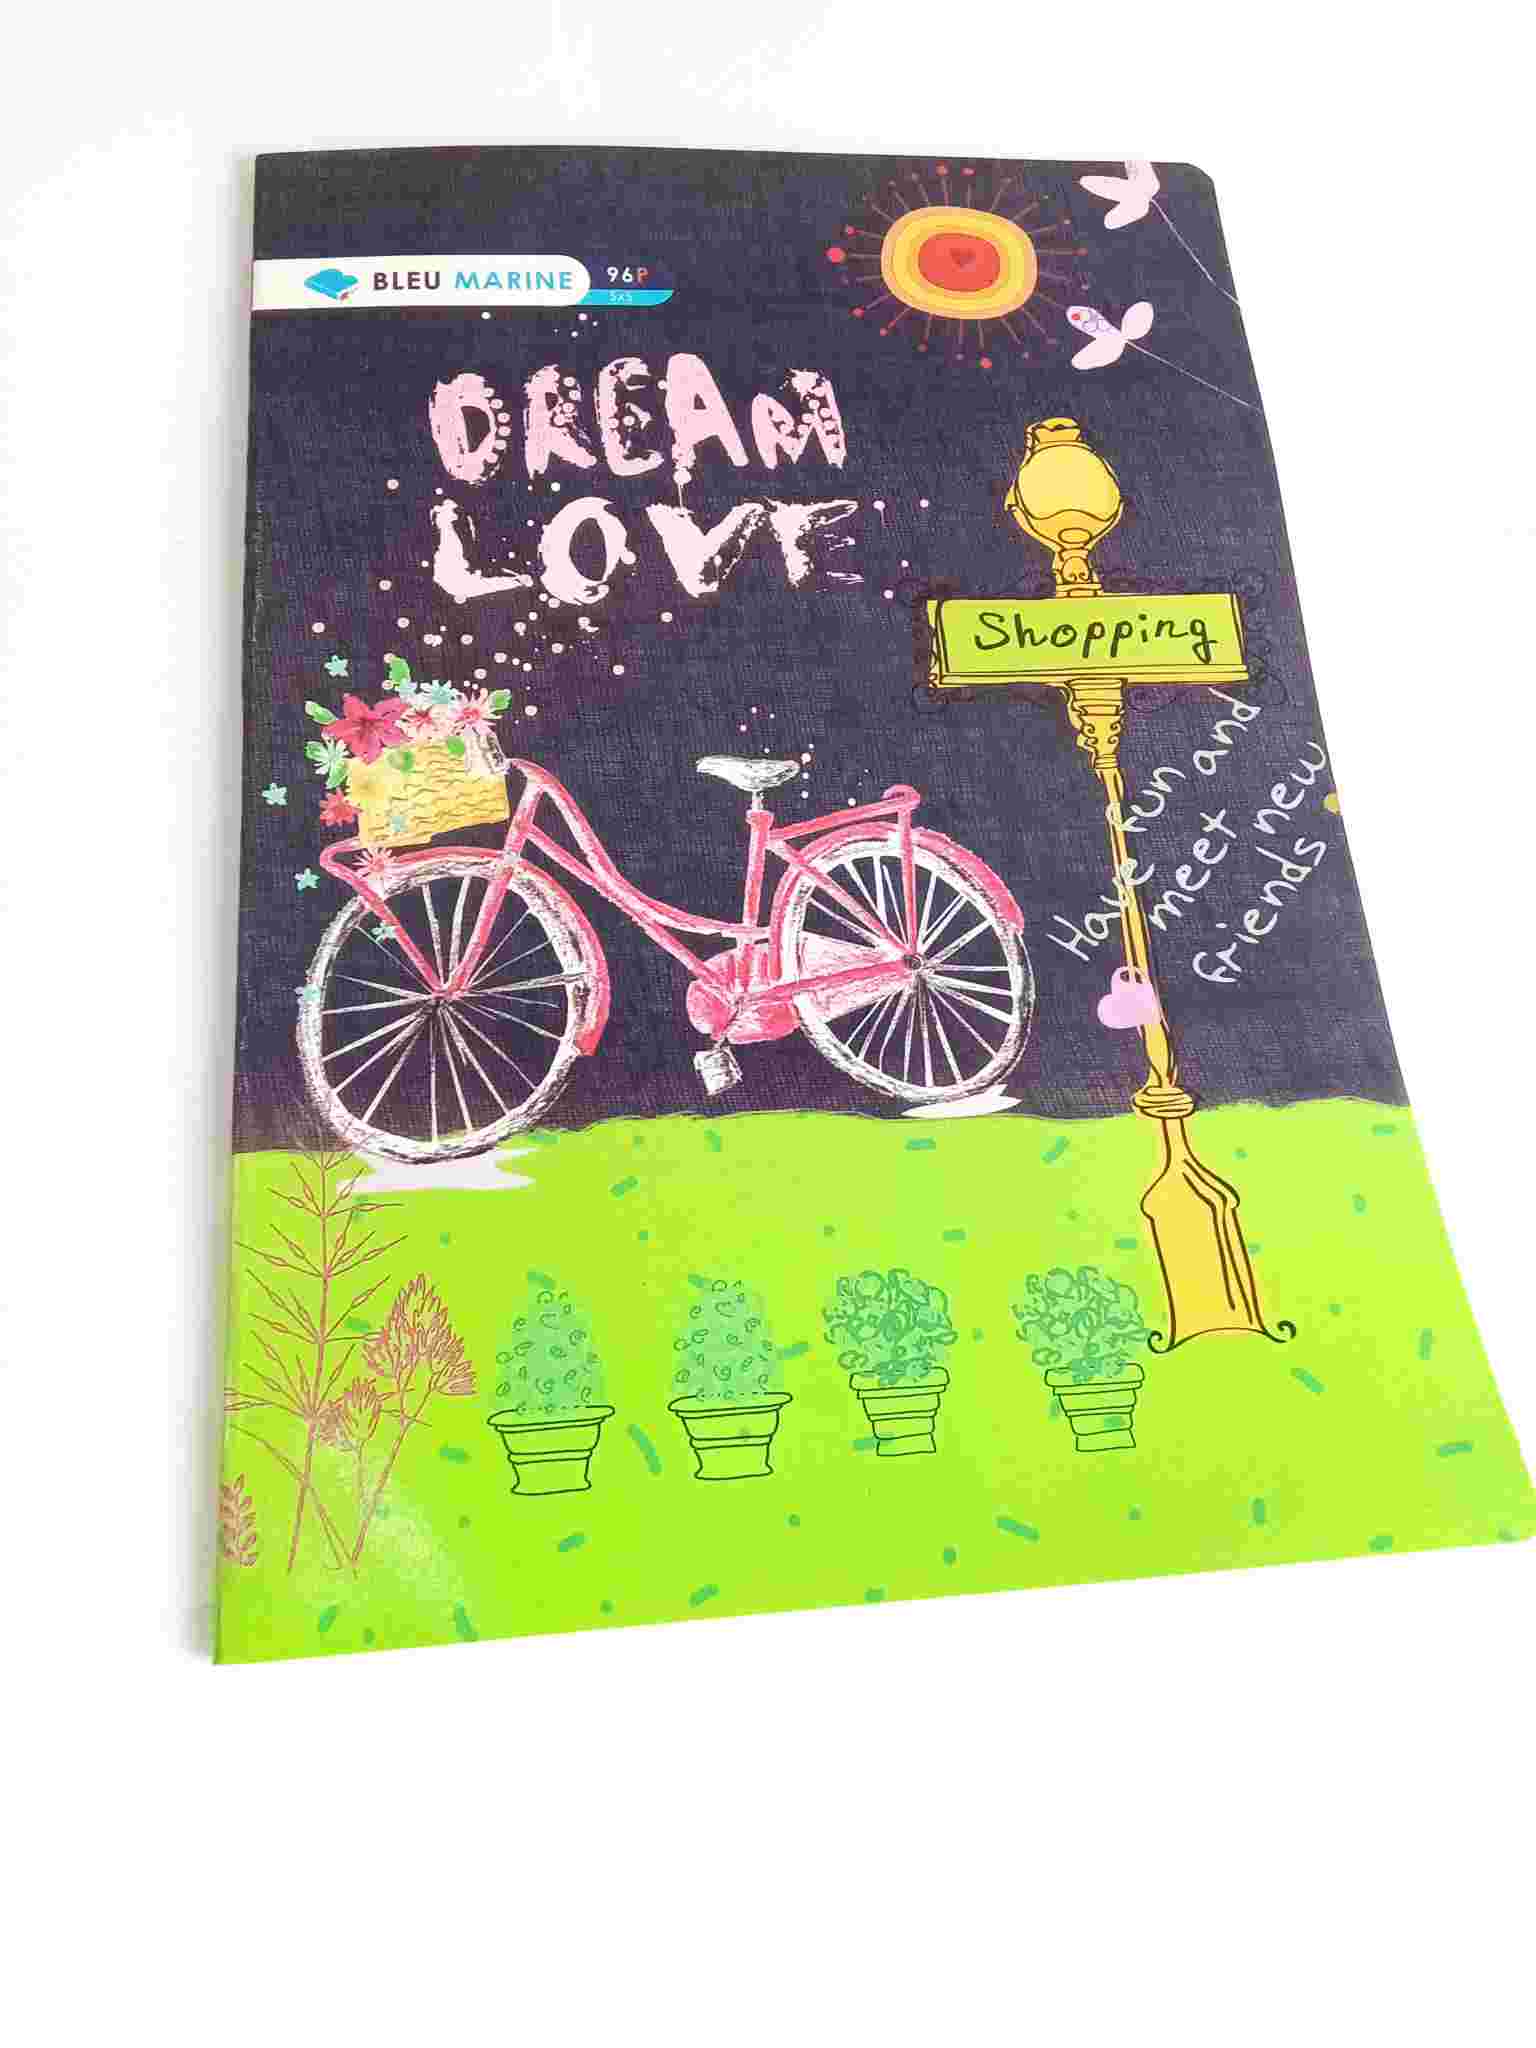 BLEU MARINE
96P
5x5
DREAM
LOVE
Shopping
Have fun and
meet new
friends